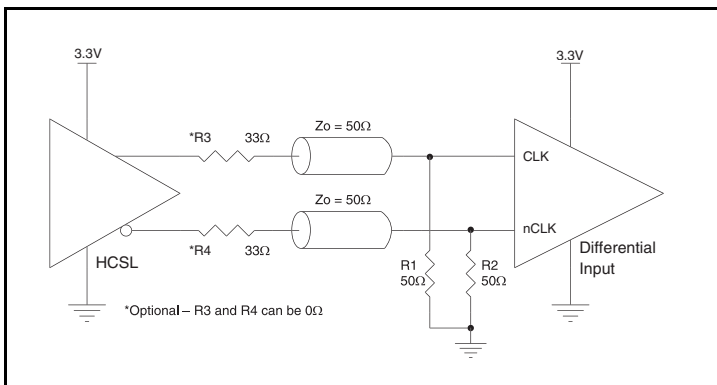 3.3V
3.3V
*R3
33Ω
Zo = 50Ω
CLK
Zo = 50Ω
nCLK
*R4
33Ω
HCSL
R1
50Ω
R2
50Ω
Differential
Input
*Optional – R3 and R4 can be 0Ω